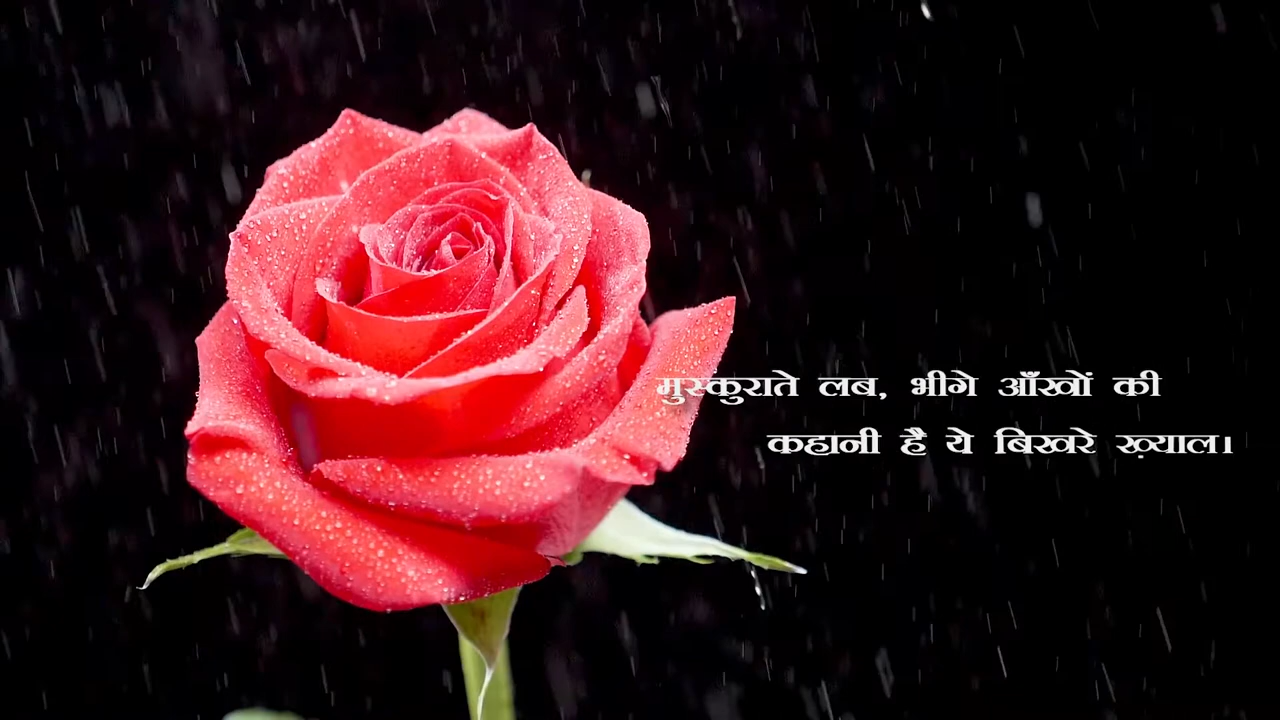 मुस्कुराते लब, भीगे आँखों की
कहानी है ये बिखरे ख़्याल।